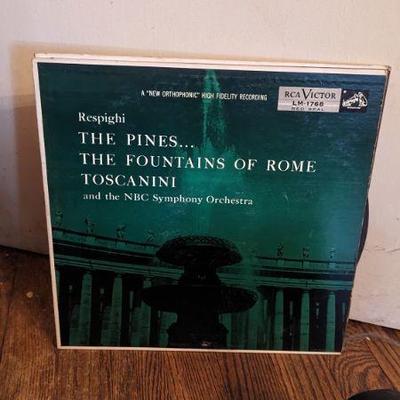 A "NEW ORTHOPHONIC" HIGH FIDELITY RECORDING
RCA VICTOR
LM-1768
RED SEAL
Respighi
THE PINES...
THE FOUNTAINS OF ROME
TOSCANINI
and the NBC Symphony Orchestra